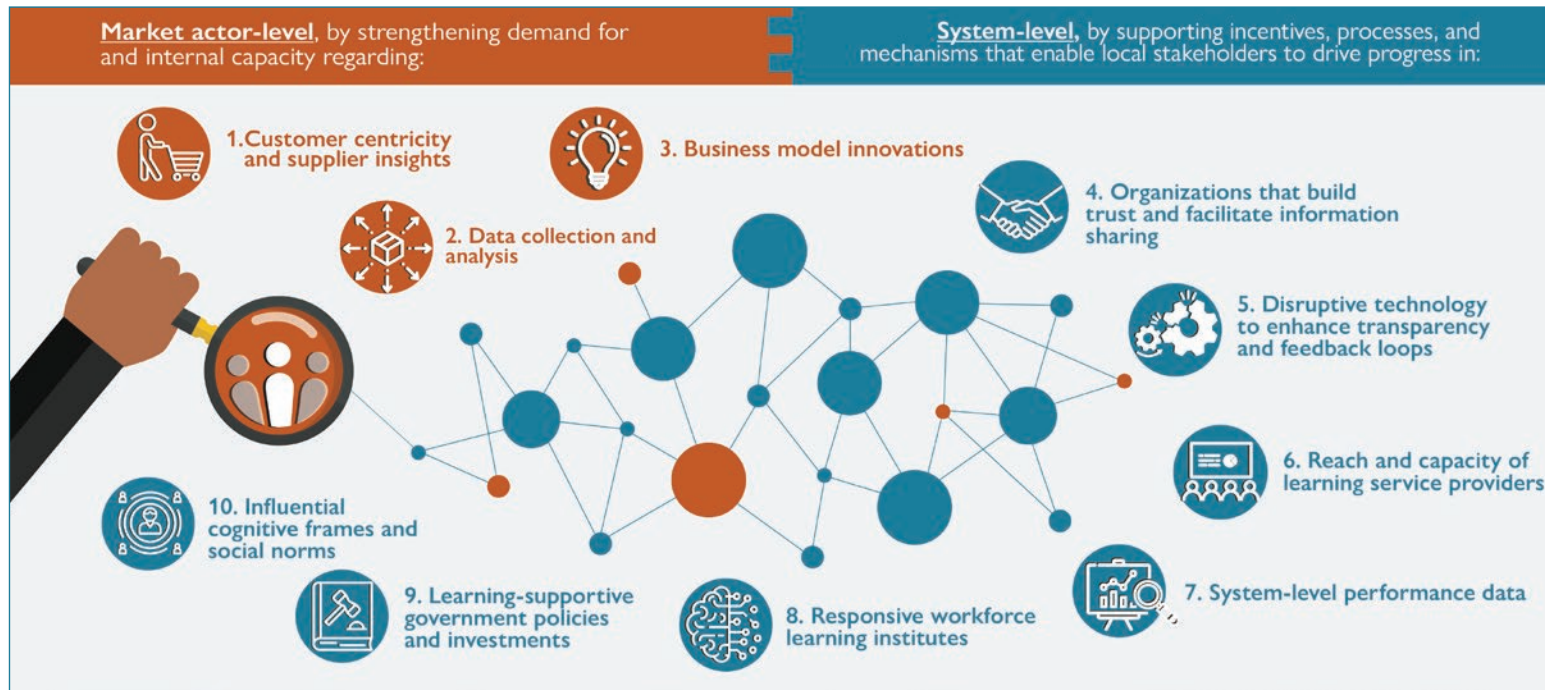 Market actor-level, by strengthening demand for
and internal capacity regarding:
System-level, by supporting incentives, processes, and
mechanisms that enable local stakeholders to drive progress in:
1.Customer centricity
and supplier insights
2. Data collection and
analysis
3. Business model innovations
4. Organizations that build
trust and facilitate information
sharing
5. Disruptive technology
to enhance transparency
and feedback loops
6. Reach and capacity of
learning service providers
7. System-level performance data
8. Responsive workforce
learning institutes
9. Learning-supportive
government policies
and investments
10. Influential
cognitive frames and
social norms